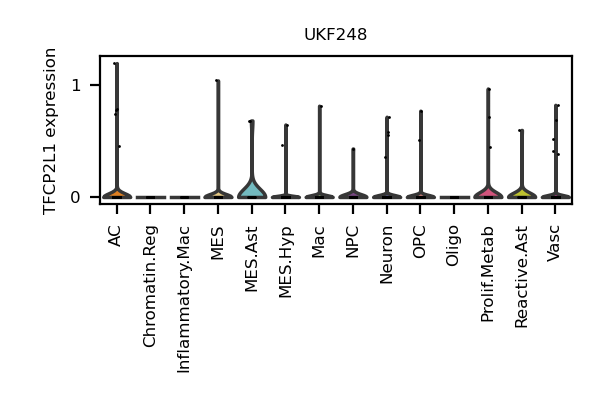 UKF248
TFCP2L1 expression
1
0
AC
Chromatin.Reg
Inflammatory.Mac
MES
MES.Ast
MES.Hyp
Mac
NPC
Neuron
OPC
Oligo
Prolif.Metab
Reactive.Ast
Vasc